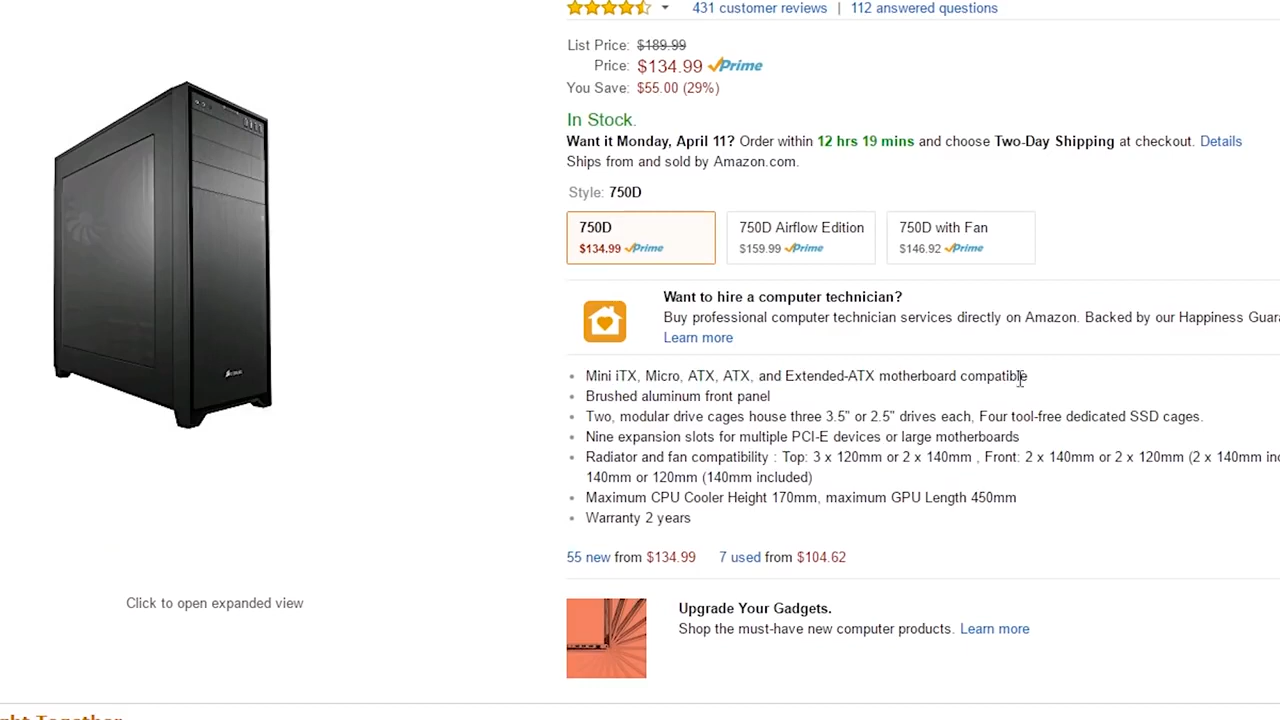 431 customer reviews | 112 answered questions
List Price: $189.99
Price: $134.99 Prime
You Save: $55.00 (29%)
In Stock.
Want it Monday, April 11? Order within 12 hrs 19 mins and choose Two-Day Shipping at checkout. Details
Ships from and sold by Amazon.com.
Style: 750D
750D 750D Airflow Edition 750D with Fan
$134.99 Prime $159.99 Prime $146.92 Prime
Want to hire a computer technician?
Buy professional computer technician services directly on Amazon. Backed by our Happiness
Learn more
Mini iTX, Micro, ATX, ATX, and Extended-ATX motherboard compatible
Brushed aluminum front panel
Two, modular drive cages house three 3.5" or 2.5" drives each, Four tool-free dedicated SSD cages.
Nine expansion slots for multiple PCI-E devices or large motherboards
Radiator and fan compatibility : Top: 3 x 120mm or 2 x 140mm , Front: 2 x 140mm or 2 x 120mm (2 x 140mm
140mm or 120mm (140mm included)
Maximum CPU Cooler Height 170mm, maximum GPU Length 450mm
Warranty 2 years
55 new from $134.99 7 used from $104.62
Click to open expanded view
Upgrade Your Gadgets.
Shop the must-have new computer products. Learn more